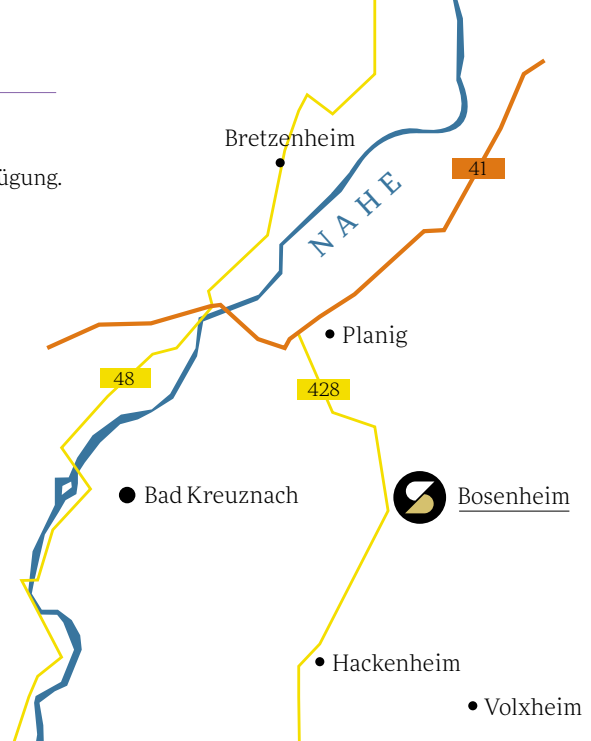 Bretzenheim
ügung.
41
NAHE
Planig
48
428
Bad Kreuznach
Bosenheim
Hackenheim
Volxheim